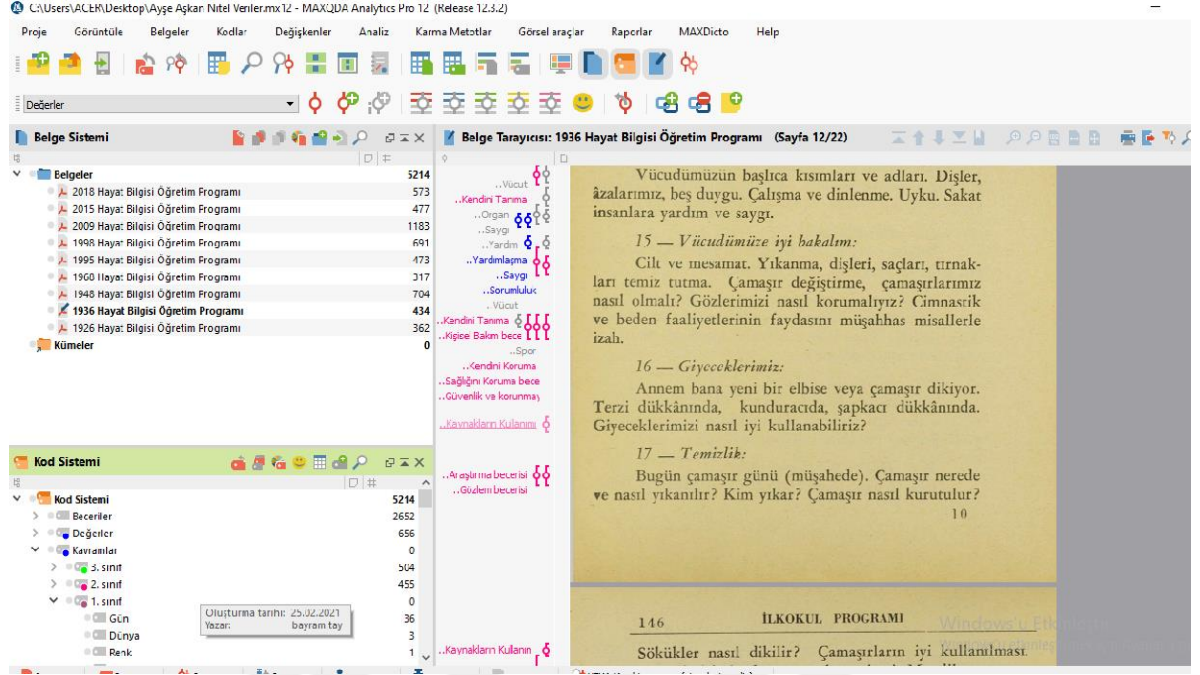 C:\Users\ACER\Desktop\Ayşe Aşkan Nitel Veriler.mx12 - MAXQDA Analytics Pro 12 (Release 12.3.2)
Proje Görüntüle Belgeler Kodlar Değişkenler Analiz Karma Metotlar Görsel araçlar Raporlar MAXDicto Help
Değerler
Belge Sistemi
Belgeler 5214
2018 Hayat Bilgisi Öğretim Programı 573
2015 Hayat Bilgisi Öğretim Programı 477
2009 Hayat Bilgisi Öğretim Programı 1183
1998 Hayat Bilgisi Öğretim Programı 691
1995 Hayat Bilgisi Öğretim Programı 473
1960 Hayat Bilgisi Öğretim Programı 317
1948 Hayat Bilgisi Öğretim Programı 704
1936 Hayat Bilgisi Öğretim Programı 434
1926 Hayat Bilgisi Öğretim Programı 362
Kümeler 0
Kod Sistemi
Kod Sistemi 5214
Beceriler 2652
Değerler 656
Kavramlar 0
3. sınıf 504
2. sınıf 455
1. sınıf 0
Gün 36
Dünya 3
Renk 1
Oluşturma tarihi: 25.02.2021
Yazar: bayram tay
Belge Tarayıcısı: 1936 Hayat Bilgisi Öğretim Programı (Sayfa 12/22)
..Vücut
..Kendini Tanıma
..Organ
..Saygı
..Yardım
..Yardımlaşma
..Saygı
..Sorumluluk
..Vücut
..Kendini Tanıma
..Kişisel Bakım bece
..Spor
..Kendini Koruma
..Sağlığını Koruma bece
..Güvenlik ve korunmay
..Kaynakların Kullanımı
..Araştırma becerisi
..Gözlem becerisi
..Kaynakların Kullanım
Vücudümüzün başlıca kısımları ve adları. Dişler,
âzalarımız, beş duygu. Çalışma ve dinlenme. Uyku. Sakat
insanlara yardım ve saygı.
15 — Vücudümüze iyi bakalım:
Cilt ve mesamat. Yıkanma, dişleri, saçları, tırnak-
ları temiz tutma. Çamaşır değiştirme, çamaşırlarımız
nasıl olmalı? Gözlerimizi nasıl korumalıyız? Cimnastik
ve beden faaliyetlerinin faydasını müşahhas misallerle
izah.
16 — Giyeceklerimiz:
Annem bana yeni bir elbise veya çamaşır dikiyor.
Terzi dükkânında, kunduracıda, şapkacı dükkânında.
Giyeceklerimizi nasıl iyi kullanabiliriz?
17 — Temizlik:
Bugün çamaşır günü (müşahede). Çamaşır nerede
ve nasıl yıkanılır? Kim yıkar? Çamaşır nasıl kurutulur?
10
146 İLKOKUL PROGRAMI
Sökükler nasıl dikilir? Çamaşırların iyi kullanılması.
Windows'u Etkinleştir